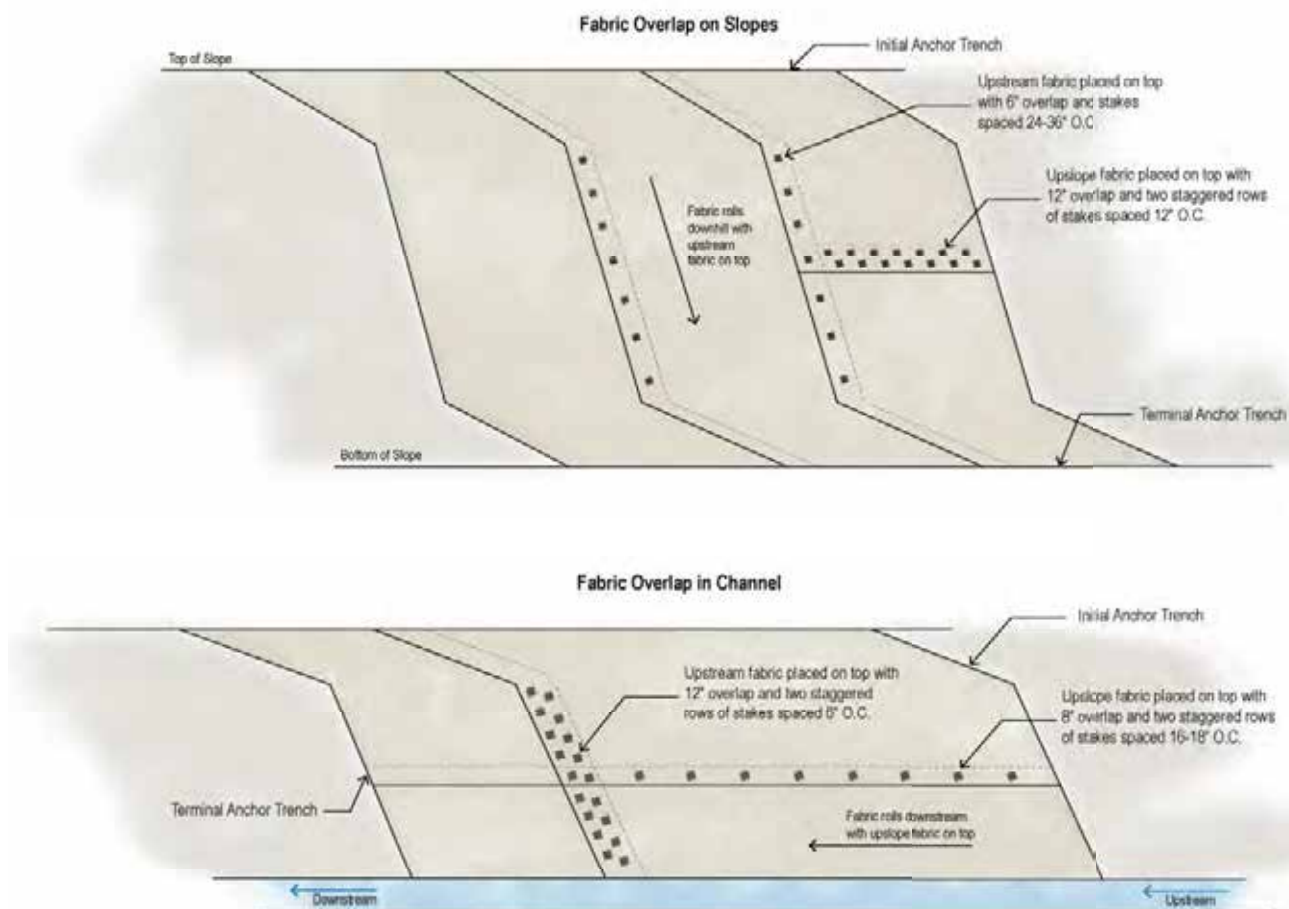 Fabric Overlap on Slopes
Top of Slope
Initial Anchor Trench
Upstream fabric placed on top
with 6" overlap and stakes
spaced 24-36" O.C.
Upslope fabric placed on top with
12" overlap and two staggered rows
of stakes spaced 12" O.C.
Fabric rolls
downhill with
upstream
fabric on top
Terminal Anchor Trench
Bottom of Slope
Fabric Overlap in Channel
Initial Anchor Trench
Upstream fabric placed on top with
12" overlap and two staggered
rows of stakes spaced 6" O.C.
Upslope fabric placed on top with
8" overlap and two staggered rows
of stakes spaced 16-18" O.C.
Terminal Anchor Trench
Fabric rolls downstream
with upslope fabric on top
Downstream
Upstream